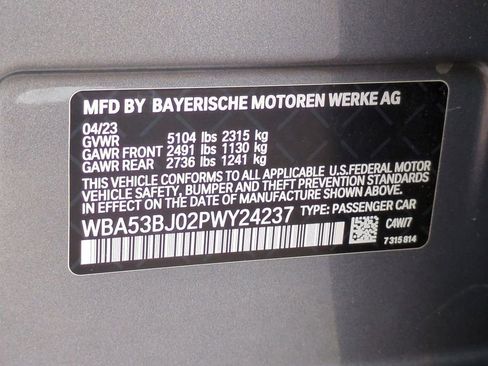 MFD BY BAYERISCHE MOTOREN WERKE AG
04/23
GVWR 5104 lbs 2315 kg
GAWR FRONT 2491 lbs 1130 kg
GAWR REAR 2736 lbs 1241 kg
THIS VEHICLE CONFORMS TO ALL APPLICABLE U.S.FEDERAL MOTOR
VEHICLE SAFETY, BUMPER AND THEFT PREVENTION STANDARDS IN
EFFECT ON THE DATE OF MANUFACTURE SHOWN ABOVE.
WBA53BJ02PWY24237 TYPE: PASSENGER CAR
C4W/7
7 315 814